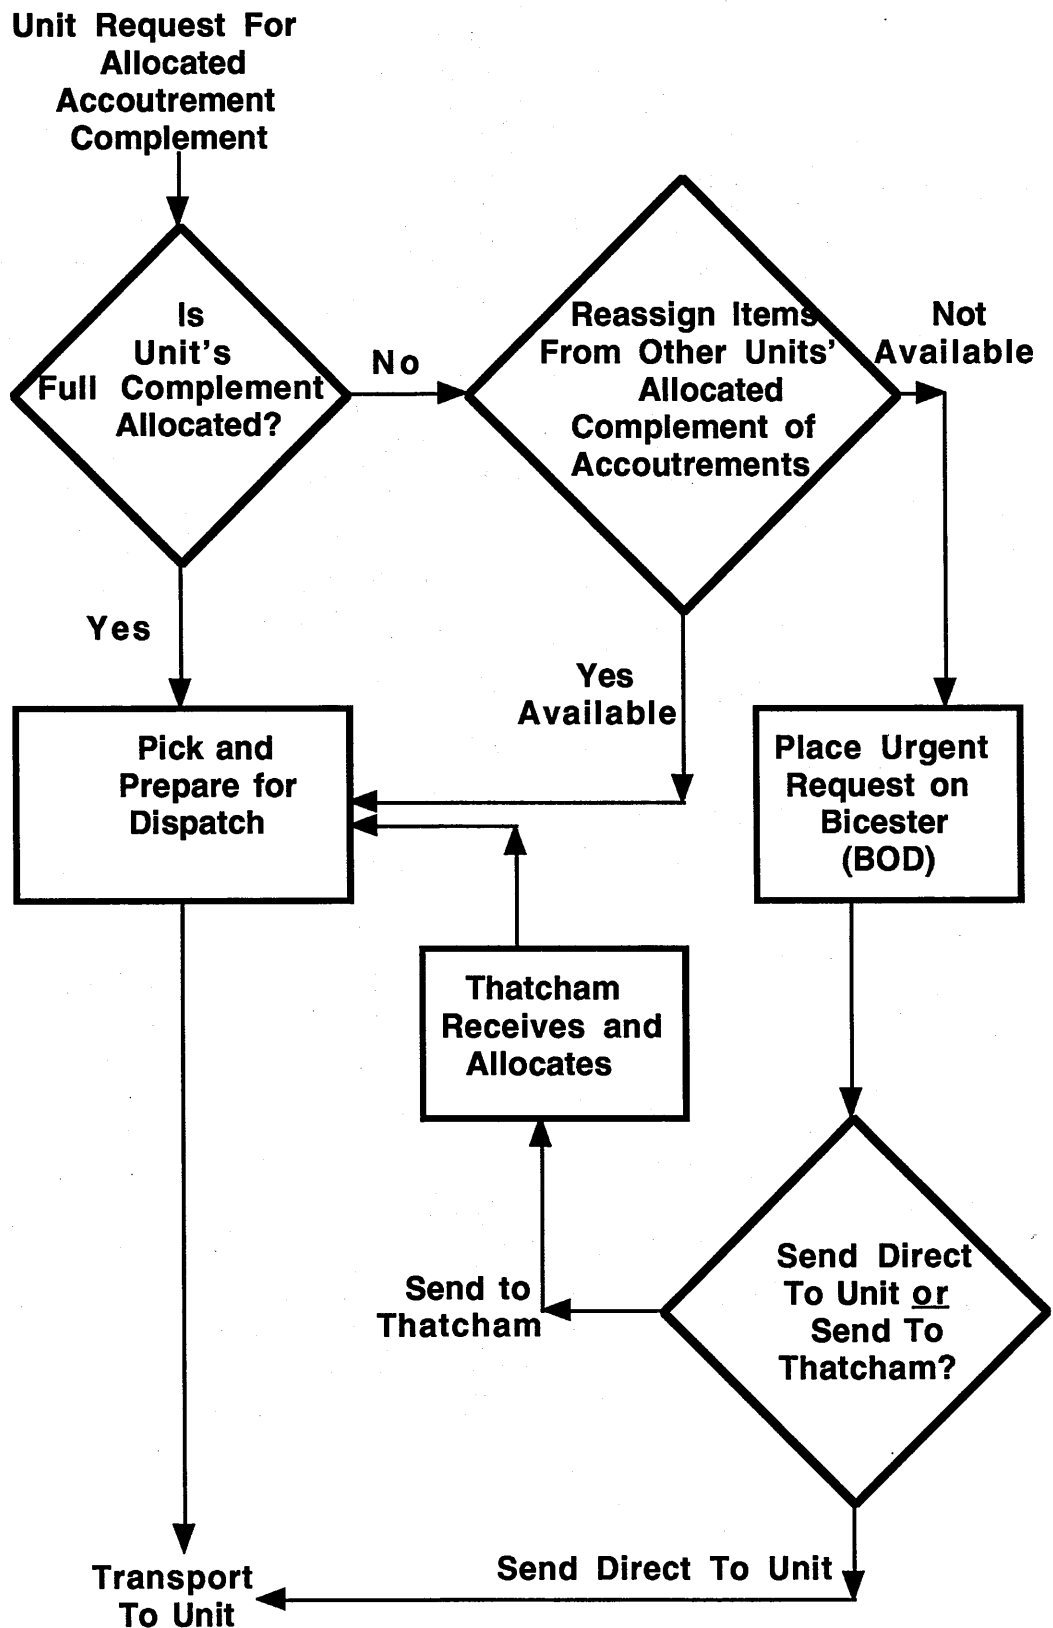 Unit Request For
Allocated
Accoutrement
Complement
Is
Unit's
Full Complement
Allocated?
No
Reassign Items
From Other Units'
Allocated
Complement of
Accoutrements
Not
Available
Yes
Yes
Available
Pick and
Prepare for
Dispatch
Place Urgent
Request on
Bicester
(BOD)
Thatcham
Receives and
Allocates
Send to
Thatcham
Send Direct
To Unit or
Send To
Thatcham?
Send Direct To Unit
Transport
To Unit